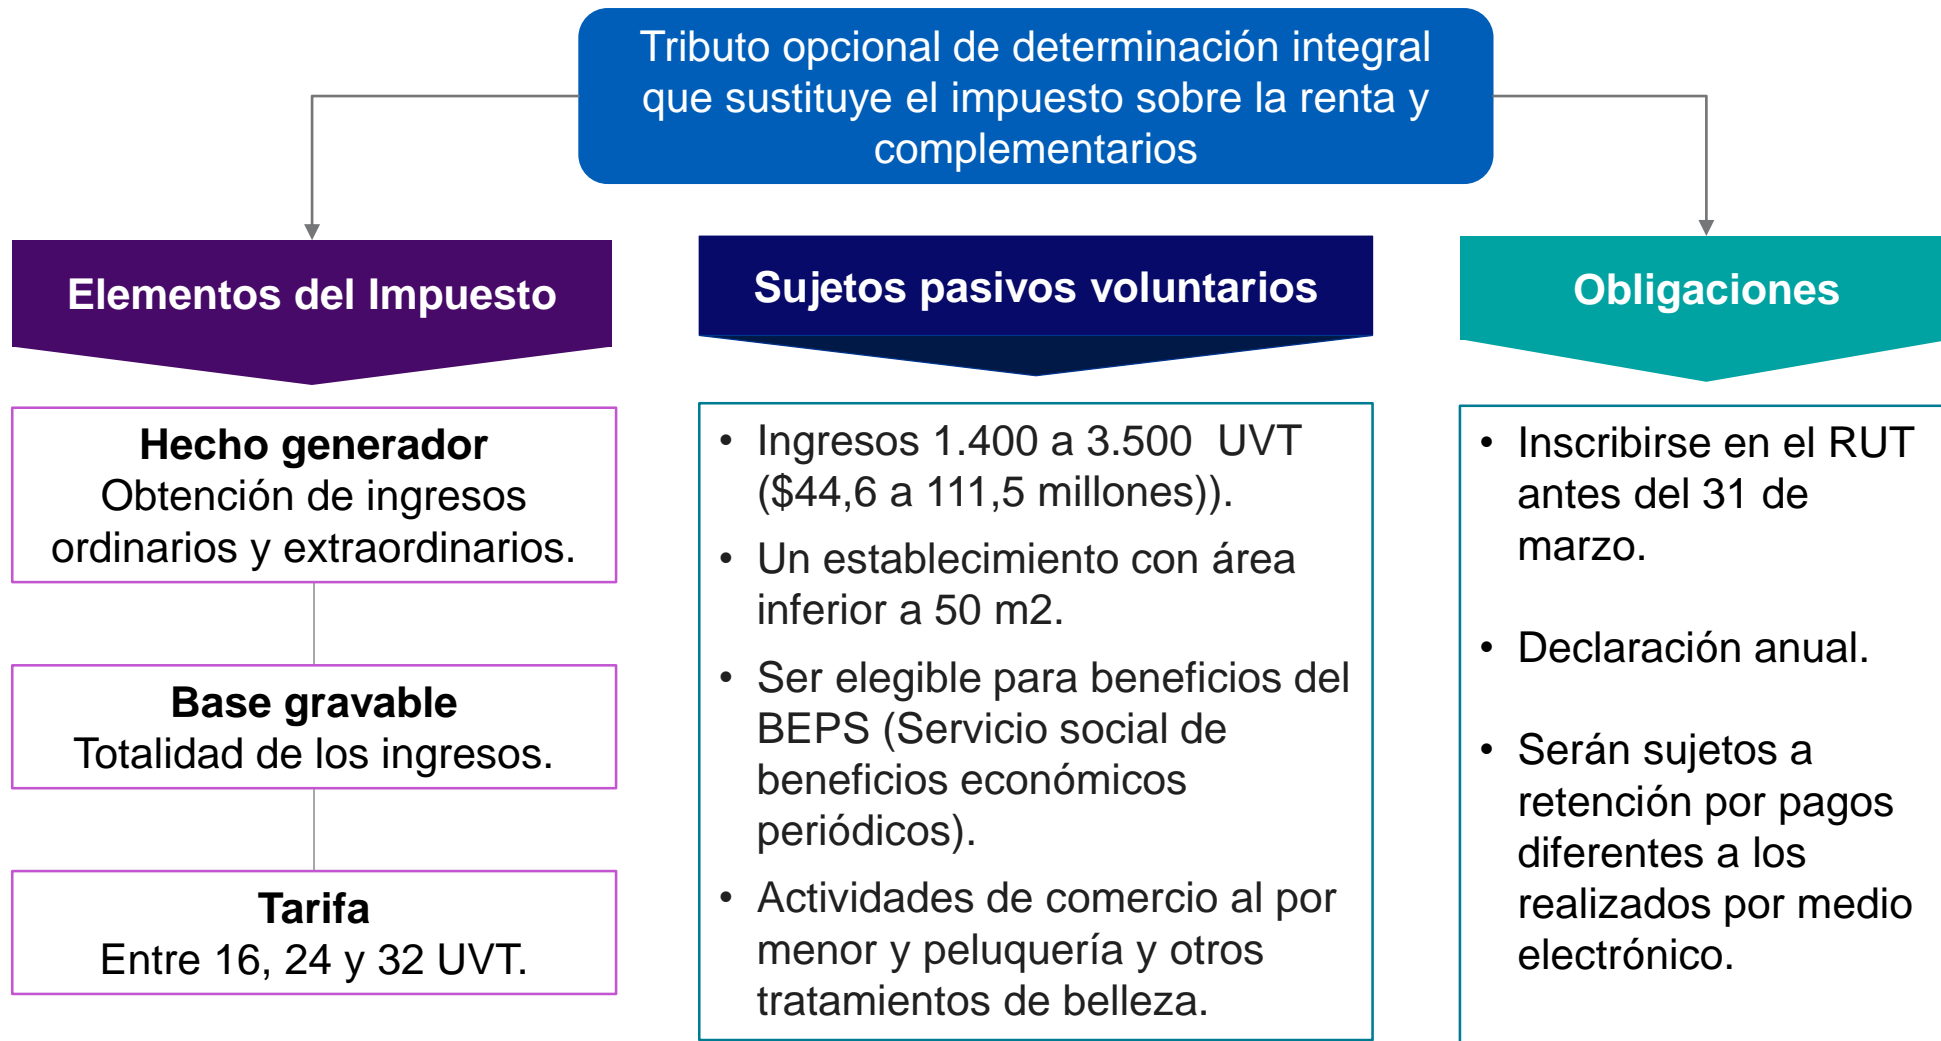 Tributo opcional de determinación integral
que sustituye el impuesto sobre la renta y
complementarios
Elementos del Impuesto
Hecho generador
Obtención de ingresos
ordinarios y extraordinarios.
Base gravable
Totalidad de los ingresos.
Tarifa
Entre 16, 24 y 32 UVT.
Sujetos pasivos voluntarios
• Ingresos 1.400 a 3.500 UVT
($44,6 a 111,5 millones)).
• Un establecimiento con área
inferior a 50 m2.
• Ser elegible para beneficios del
BEPS (Servicio social de
beneficios económicos
periódicos).
• Actividades de comercio al por
menor y peluquería y otros
tratamientos de belleza.
Obligaciones
• Inscribirse en el RUT
antes del 31 de
marzo.
• Declaración anual.
• Serán sujetos a
retención por pagos
diferentes a los
realizados por medio
electrónico.